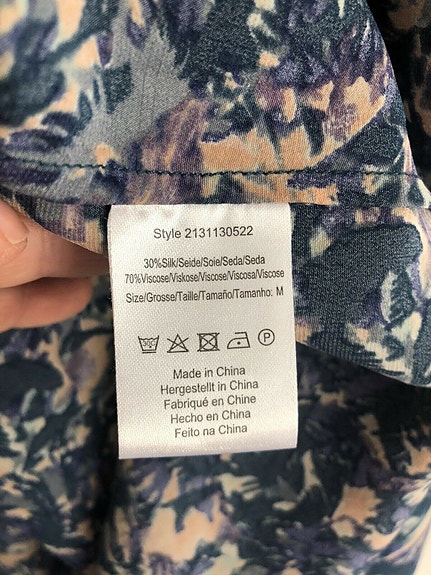 Style 2131130522
30%Silk/Seide/Soie/Seda/Seda
70%Viscose/Viskose/Viscose/Viscosa/Viscose
Size/Grosse/Taille/Tamaño/Tamanho: M
30° P
Made in China
Hergestellt in China
Fabriqué en Chine
Hecho en China
Feito na China